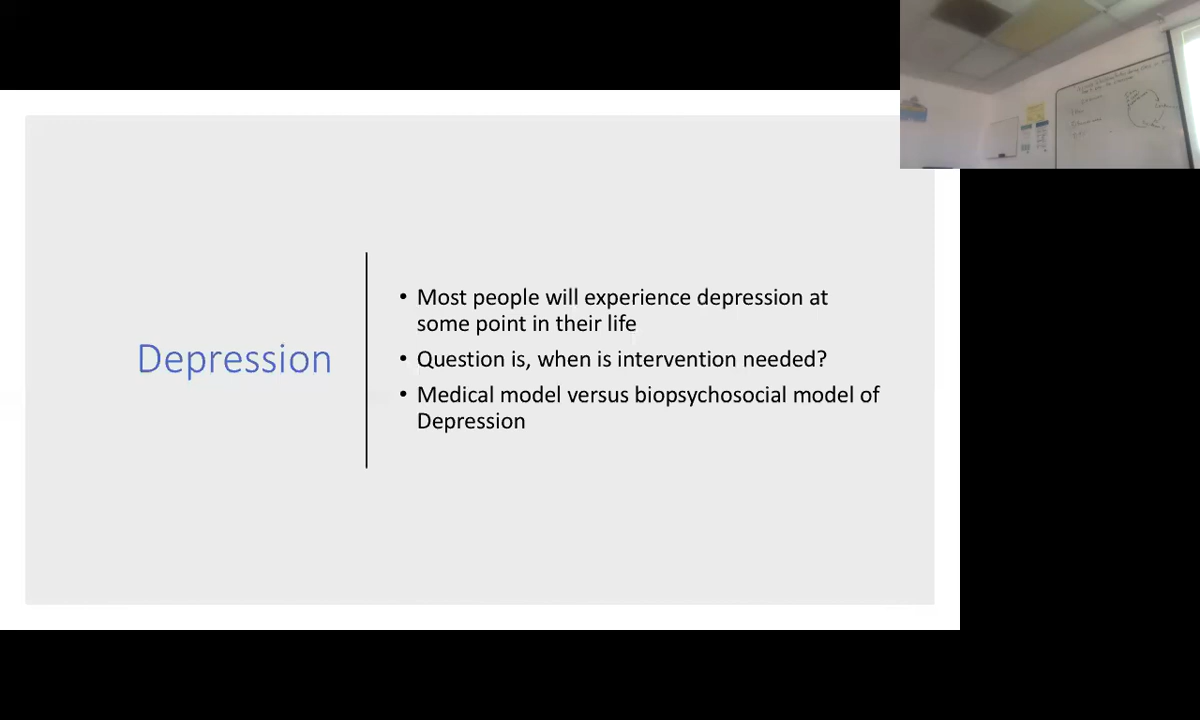 Depression
• Most people will experience depression at
some point in their life
• Question is, when is intervention needed?
• Medical model versus biopsychosocial model of
Depression